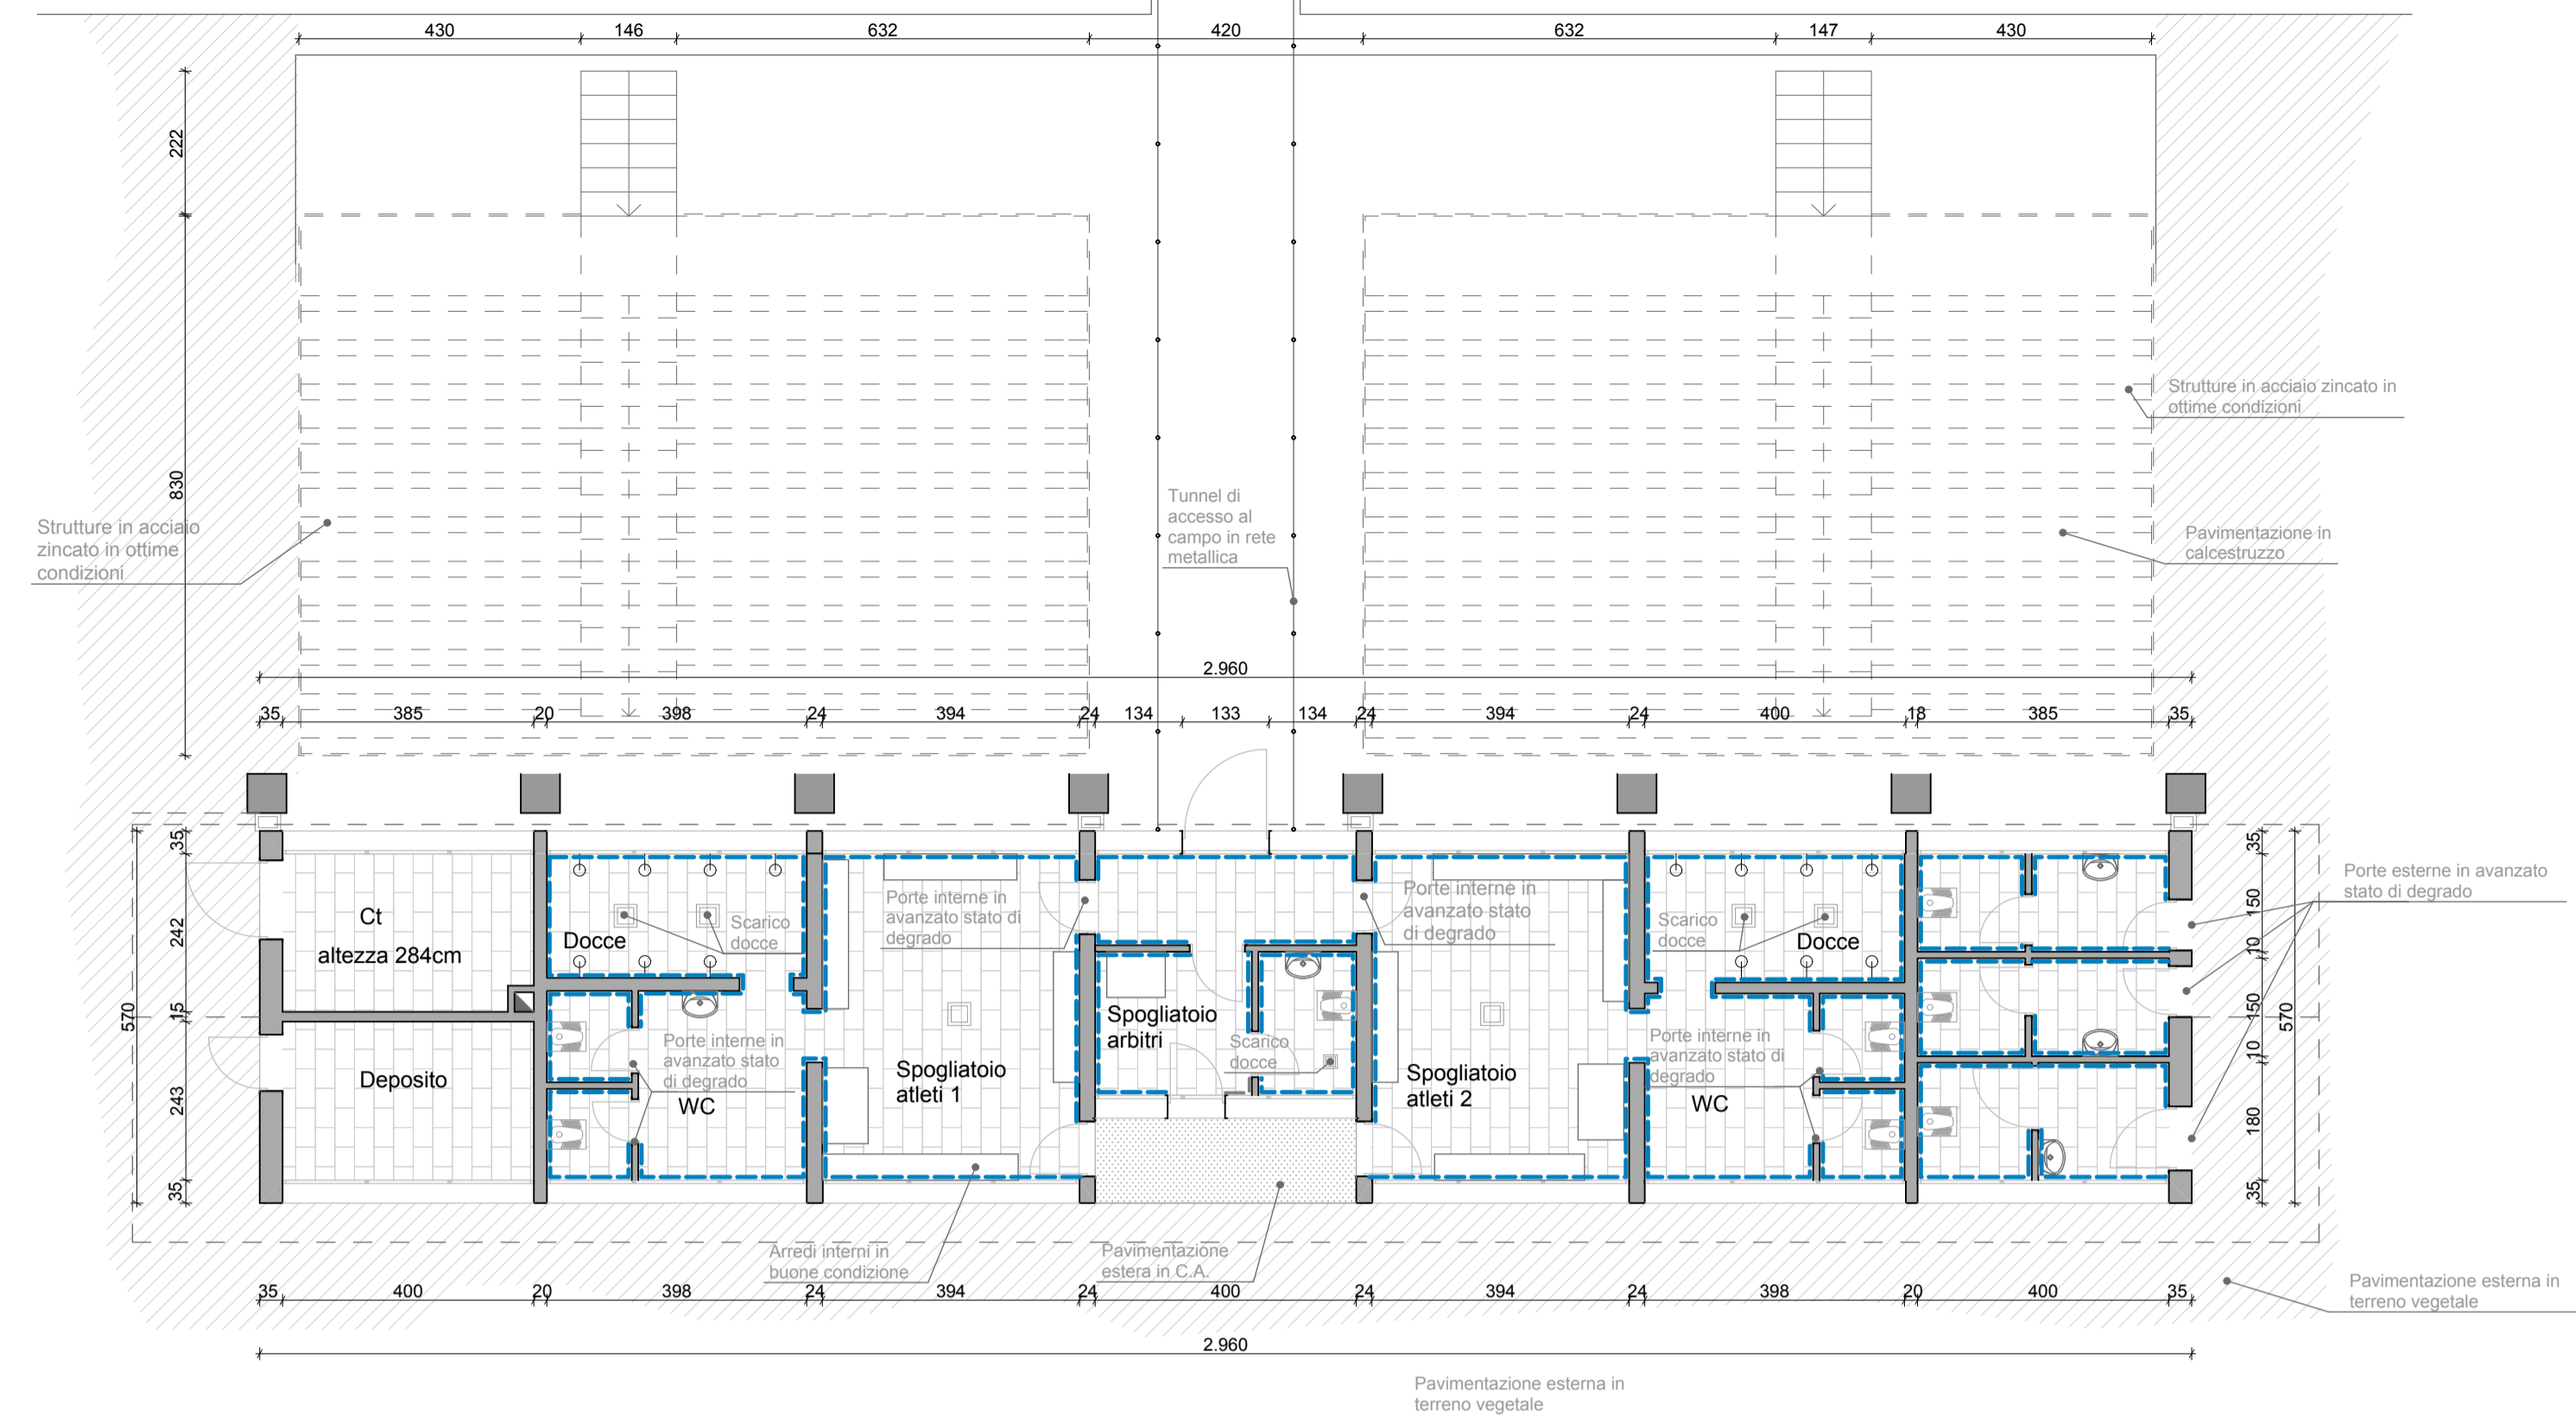 430 146 632 420 632 147 430
222
830
Strutture in acciaio zincato in
ottime condizioni
Tunnel di
accesso al
campo in rete
metallica
Strutture in acciaio
zincato in ottime
condizioni
Pavimentazione in
calcestruzzo
2.960
35 385 20 398 24 394 24 134 133 134 24 394 24 400 18 385 35
35
242
15
243
35
570
Ct
altezza 284cm
Deposito
Docce
Scarico
docce
Porte interne in
avanzato stato
di degrado
WC
Porte interne in
avanzato stato di
degrado
Spogliatoio
atleti 1
Spogliatoio
arbitri
Scarico
docce
Porte interne in
avanzato stato
di degrado
Spogliatoio
atleti 2
Scarico
docce
Docce
Porte interne in
avanzato stato di
degrado
WC
35
150
10
150
10
180
35
570
Porte esterne in avanzato
stato di degrado
Arredi interni in
buone condizione
Pavimentazione
estera in C.A.
Pavimentazione esterna in
terreno vegetale
35 400 20 398 24 394 24 400 24 394 24 398 20 400 35
2.960
Pavimentazione esterna in
terreno vegetale